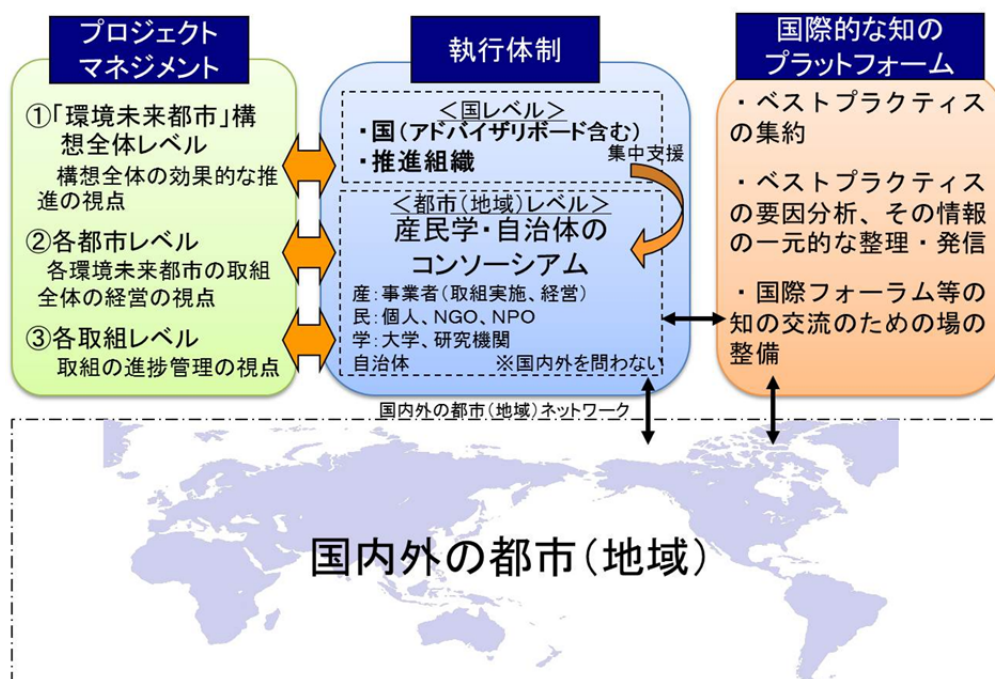 プロジェクト
マネジメント
①「環境未来都市」構
想全体レベル
構想全体の効果的な推
進の視点
②各都市レベル
各環境未来都市の取組
全体の経営の視点
③各取組レベル
取組の進捗管理の視点
執行体制
＜国レベル＞
・国（アドバイザリボード含む）
・推進組織
集中支援
＜都市（地域）レベル＞
産民学・自治体の
コンソーシアム
産：事業者（取組実施、経営）
民：個人、NGO、NPO
学：大学、研究機関
自治体　※国内外を問わない
国際的な知の
プラットフォーム
・ベストプラクティス
の集約
・ベストプラクティス
の要因分析、その情報
の一元的な整理・発信
・国際フォーラム等の
知の交流のための場の
整備
国内外の都市（地域）ネットワーク
国内外の都市（地域）